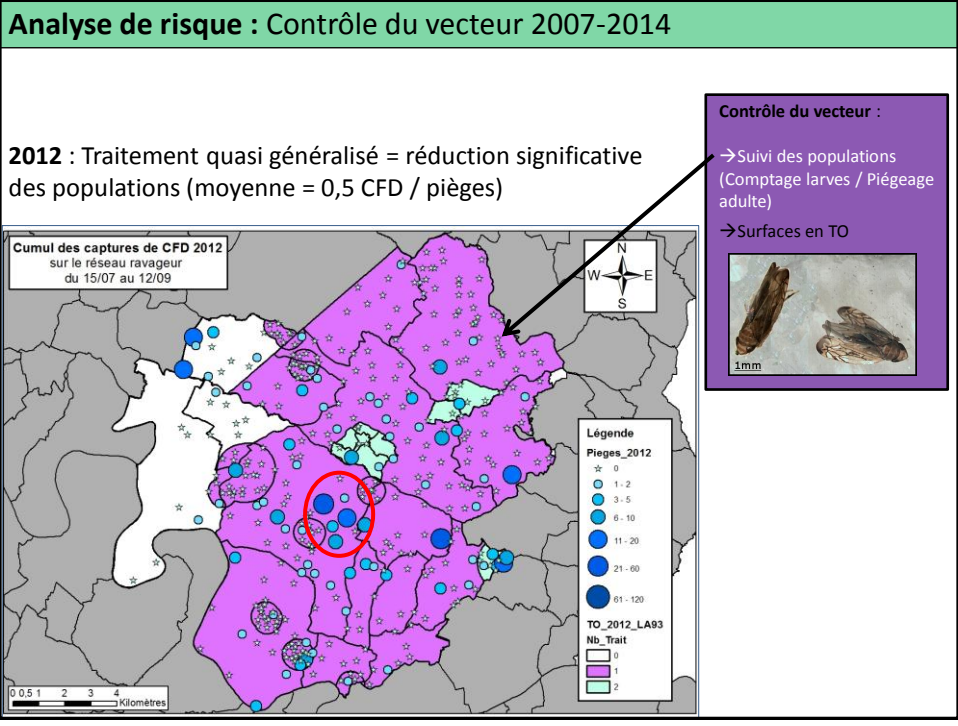 Analyse de risque : Contrôle du vecteur 2007-2014
2012 : Traitement quasi généralisé = réduction significative
des populations (moyenne = 0,5 CFD / pièges)
Contrôle du vecteur :
→Suivi des populations
(Comptage larves / Piégeage
adulte)
→Surfaces en TO
1mm
Cumul des captures de CFD 2012
sur le réseau ravageur
du 15/07 au 12/09
N
W E
S
Légende
Pieges_2012
0
1 - 2
3 - 5
6 - 10
11 - 20
21 - 60
61 - 120
TO_2012_LA93
Nb_Trait
0
1
2
0 0,5 1 2 3 4
Kilomètres